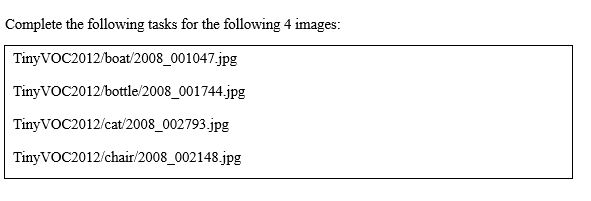 Complete the following tasks for the following 4 images:
TinyVOC2012/boat/2008_001047.jpg
TinyVOC2012/bottle/2008_001744.jpg
TinyVOC2012/cat/2008_002793.jpg
TinyVOC2012/chair/2008_002148.jpg